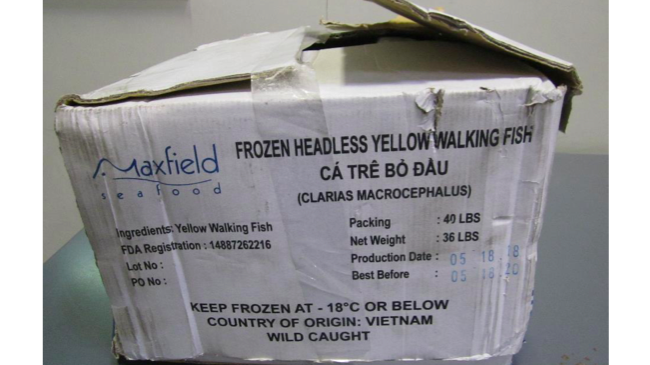 FROZEN HEADLESS YELLOW WALKING FISH
Maxfield
seafood
CÁ TRÊ BỎ ĐẦU
(CLARIAS MACROCEPHALUS)
Ingredients: Yellow Walking Fish
FDA Registration : 14887262216
Lot No :
PO No :
Packing : 40 LBS
Net Weight : 36 LBS
Production Date : 05 18 18
Best Before : 05 18 20
KEEP FROZEN AT - 18°C OR BELOW
COUNTRY OF ORIGIN: VIETNAM
WILD CAUGHT